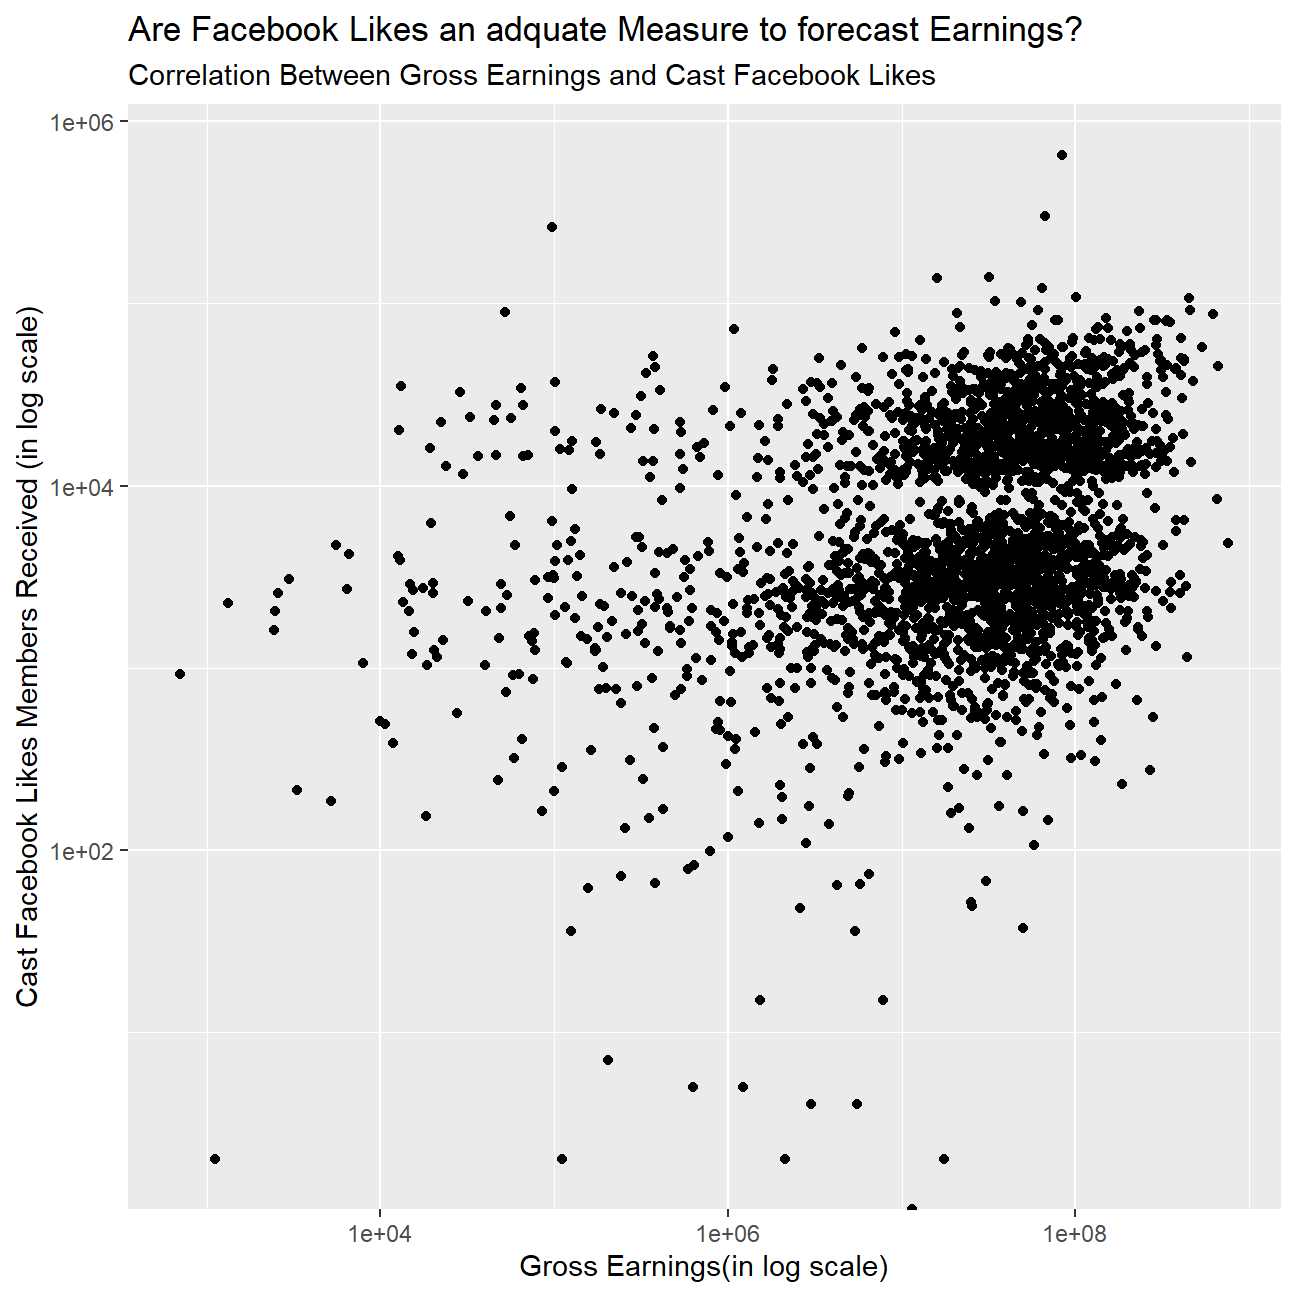 Are Facebook Likes an adquate Measure to forecast Earnings?
Correlation Between Gross Earnings and Cast Facebook Likes
Cast Facebook Likes Members Received (in log scale)
1e+06
1e+04
1e+02
1e+04 1e+06 1e+08
Gross Earnings(in log scale)